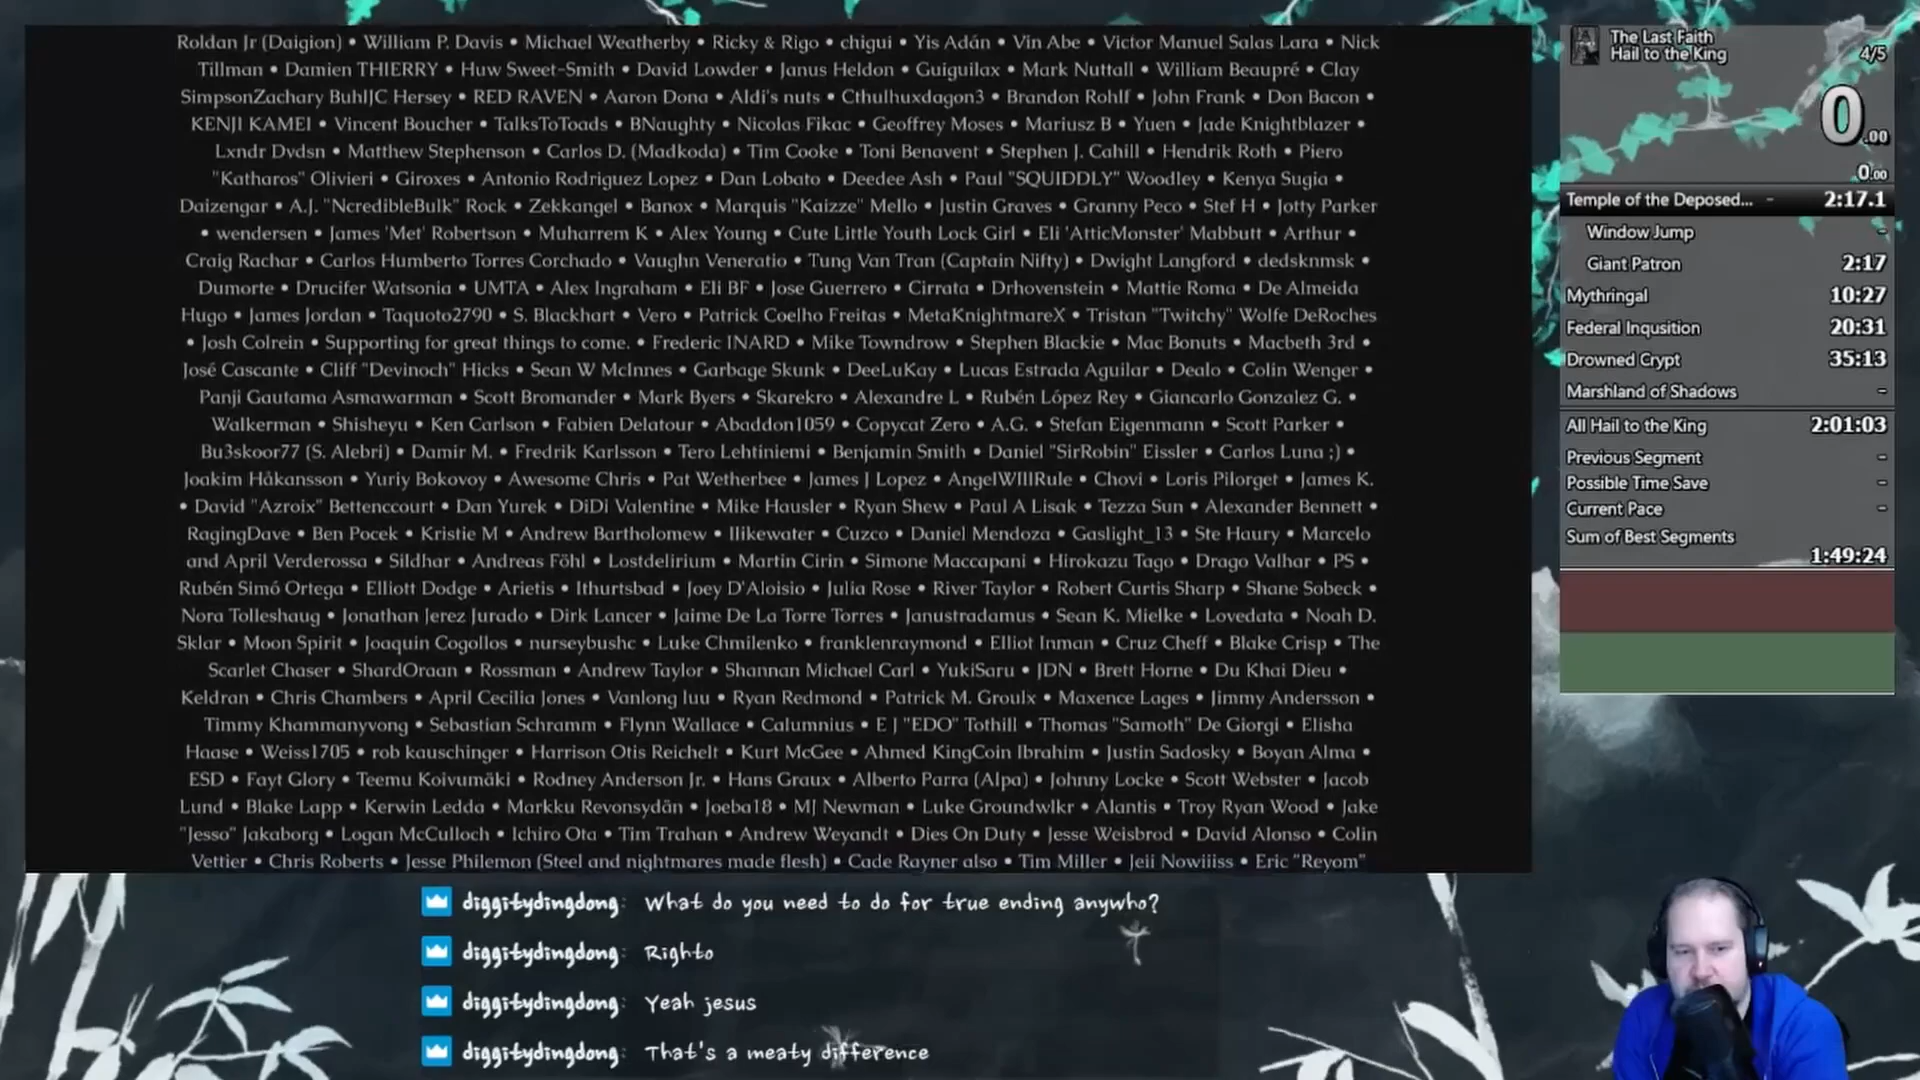 Roldan Jr (Daigion) • William P. Davis • Michael Weatherby • Ricky & Rigo • chigui • Yis Adán • Vin Abe • Victor Manuel Salas Lara • Nick
Tillman • Damien THIERRY • Huw Sweet-Smith • David Lowder • Janus Heldon • Guiguilax • Mark Nuttall • William Beaupré • Clay
SimpsonZachary BuhlJC Hersey • RED RAVEN • Aaron Dona • Aldi's nuts • Cthulhuxdagon3 • Brandon Rohlf • John Frank • Don Bacon •
KENJI KAMEI • Vincent Boucher • TalksToToads • BNaughty • Nicolas Fikac • Geoffrey Moses • Mariusz B • Yuen • Jade Knightblazer •
Lxndr Dvdsn • Matthew Stephenson • Carlos D. (Madkoda) • Tim Cooke • Toni Benavent • Stephen J. Cahill • Hendrik Roth • Piero
"Katharos" Olivieri • Giroxes • Antonio Rodriguez Lopez • Dan Lobato • Deedee Ash • Paul "SQUIDDLY" Woodley • Kenya Sugia •
Daizengar • A.J. "NcredibleBulk" Rock • Zekkangel • Banox • Marquis "Kaizze" Mello • Justin Graves • Granny Peco • Stef H • Jotty Parker
• wendersen • James 'Met' Robertson • Muharrem K • Alex Young • Cute Little Youth Lock Girl • Eli 'AtticMonster' Mabbutt • Arthur •
Craig Rachar • Carlos Humberto Torres Corchado • Vaughn Veneratio • Tung Van Tran (Captain Nifty) • Dwight Langford • dedsknmsk •
Dumorte • Drucifer Watsonia • UMTA • Alex Ingraham • Eli BF • Jose Guerrero • Cirrata • Drhovenstein • Mattie Roma • De Almeida
Hugo • James Jordan • Taquoto2790 • S. Blackhart • Vero • Patrick Coelho Freitas • MetaKnightmareX • Tristan "Twitchy" Wolfe DeRoches
• Josh Colrein • Supporting for great things to come. • Frederic INARD • Mike Towndrow • Stephen Blackie • Mac Bonuts • Macbeth 3rd •
José Cascante • Cliff "Devinoch" Hicks • Sean W McInnes • Garbage Skunk • DeeLuKay • Lucas Estrada Aguilar • Dealo • Colin Wenger •
Panji Gautama Asmawarman • Scott Bromander • Mark Byers • Skarekro • Alexandre L • Rubén López Rey • Giancarlo Gonzalez G. •
Walkerman • Shisheyu • Ken Carlson • Fabien Delatour • Abaddon1059 • Copycat Zero • A.G. • Stefan Eigenmann • Scott Parker •
Bu3skoor77 (S. Alebri) • Damir M. • Fredrik Karlsson • Tero Lehtiniemi • Benjamin Smith • Daniel "SirRobin" Eissler • Carlos Luna ;) •
Joakim Håkansson • Yuriy Bokovoy • Awesome Chris • Pat Wetherbee • James J Lopez • AngelWIIIRule • Chovi • Loris Pilorget • James K.
• David "Azroix" Bettenccourt • Dan Yurek • DiDi Valentine • Mike Hausler • Ryan Shew • Paul A Lisak • Tezza Sun • Alexander Bennett •
RagingDave • Ben Pocek • Kristie M • Andrew Bartholomew • Ilikewater • Cuzco • Daniel Mendoza • Gaslight_13 • Ste Haury • Marcelo
and April Verderossa • Sildhar • Andreas Föhl • Lostdelirium • Martin Cirin • Simone Maccapani • Hirokazu Tago • Drago Valhar • PS •
Rubén Simó Ortega • Elliott Dodge • Arietis • Ithurtsbad • Joey D'Aloisio • Julia Rose • River Taylor • Robert Curtis Sharp • Shane Sobeck •
Nora Tolleshaug • Jonathan Jerez Jurado • Dirk Lancer • Jaime De La Torre Torres • Janustradamus • Sean K. Mielke • Lovedata • Noah D.
Sklar • Moon Spirit • Joaquin Cogollos • nurseybushc • Luke Chmilenko • franklenraymond • Elliot Inman • Cruz Cheff • Blake Crisp • The
Scarlet Chaser • ShardOraan • Rossman • Andrew Taylor • Shannan Michael Carl • YukiSaru • JDN • Brett Horne • Du Khai Dieu •
Keldran • Chris Chambers • April Cecilia Jones • Vanlong luu • Ryan Redmond • Patrick M. Groulx • Maxence Lages • Jimmy Andersson •
Timmy Khammanyvong • Sebastian Schramm • Flynn Wallace • Calumnius • E J "EDO" Tothill • Thomas "Samoth" De Giorgi • Elisha
Haase • Weiss1705 • rob kauschinger • Harrison Otis Reichelt • Kurt McGee • Ahmed KingCoin Ibrahim • Justin Sadosky • Boyan Alma •
ESD • Fayt Glory • Teemu Koivumäki • Rodney Anderson Jr. • Hans Graux • Alberto Parra (Alpa) • Johnny Locke • Scott Webster • Jacob
Lund • Blake Lapp • Kerwin Ledda • Markku Revonsydän • Joeba18 • MJ Newman • Luke Groundwlkr • Alantis • Troy Ryan Wood • Jake
"Jesso" Jakaborg • Logan McCulloch • Ichiro Ota • Tim Trahan • Andrew Weyandt • Dies On Duty • Jesse Weisbrod • David Alonso • Colin
Vettier • Chris Roberts • Jesse Philemon (Steel and nightmares made flesh) • Cade Rayner also • Tim Miller • Jeii Nowiiiss • Eric "Reyom"
The Last Faith
Hail to the King 4/5
0.00
0.00
Temple of the Deposed... - 2:17.1
Window Jump -
Giant Patron 2:17
Mythringal 10:27
Federal Inqusition 20:31
Drowned Crypt 35:13
Marshland of Shadows -
All Hail to the King 2:01:03
Previous Segment -
Possible Time Save -
Current Pace -
Sum of Best Segments
1:49:24
diggitydingdong: What do you need to do for true ending anywho?
diggitydingdong: Righto
diggitydingdong: Yeah jesus
diggitydingdong: That's a meaty difference